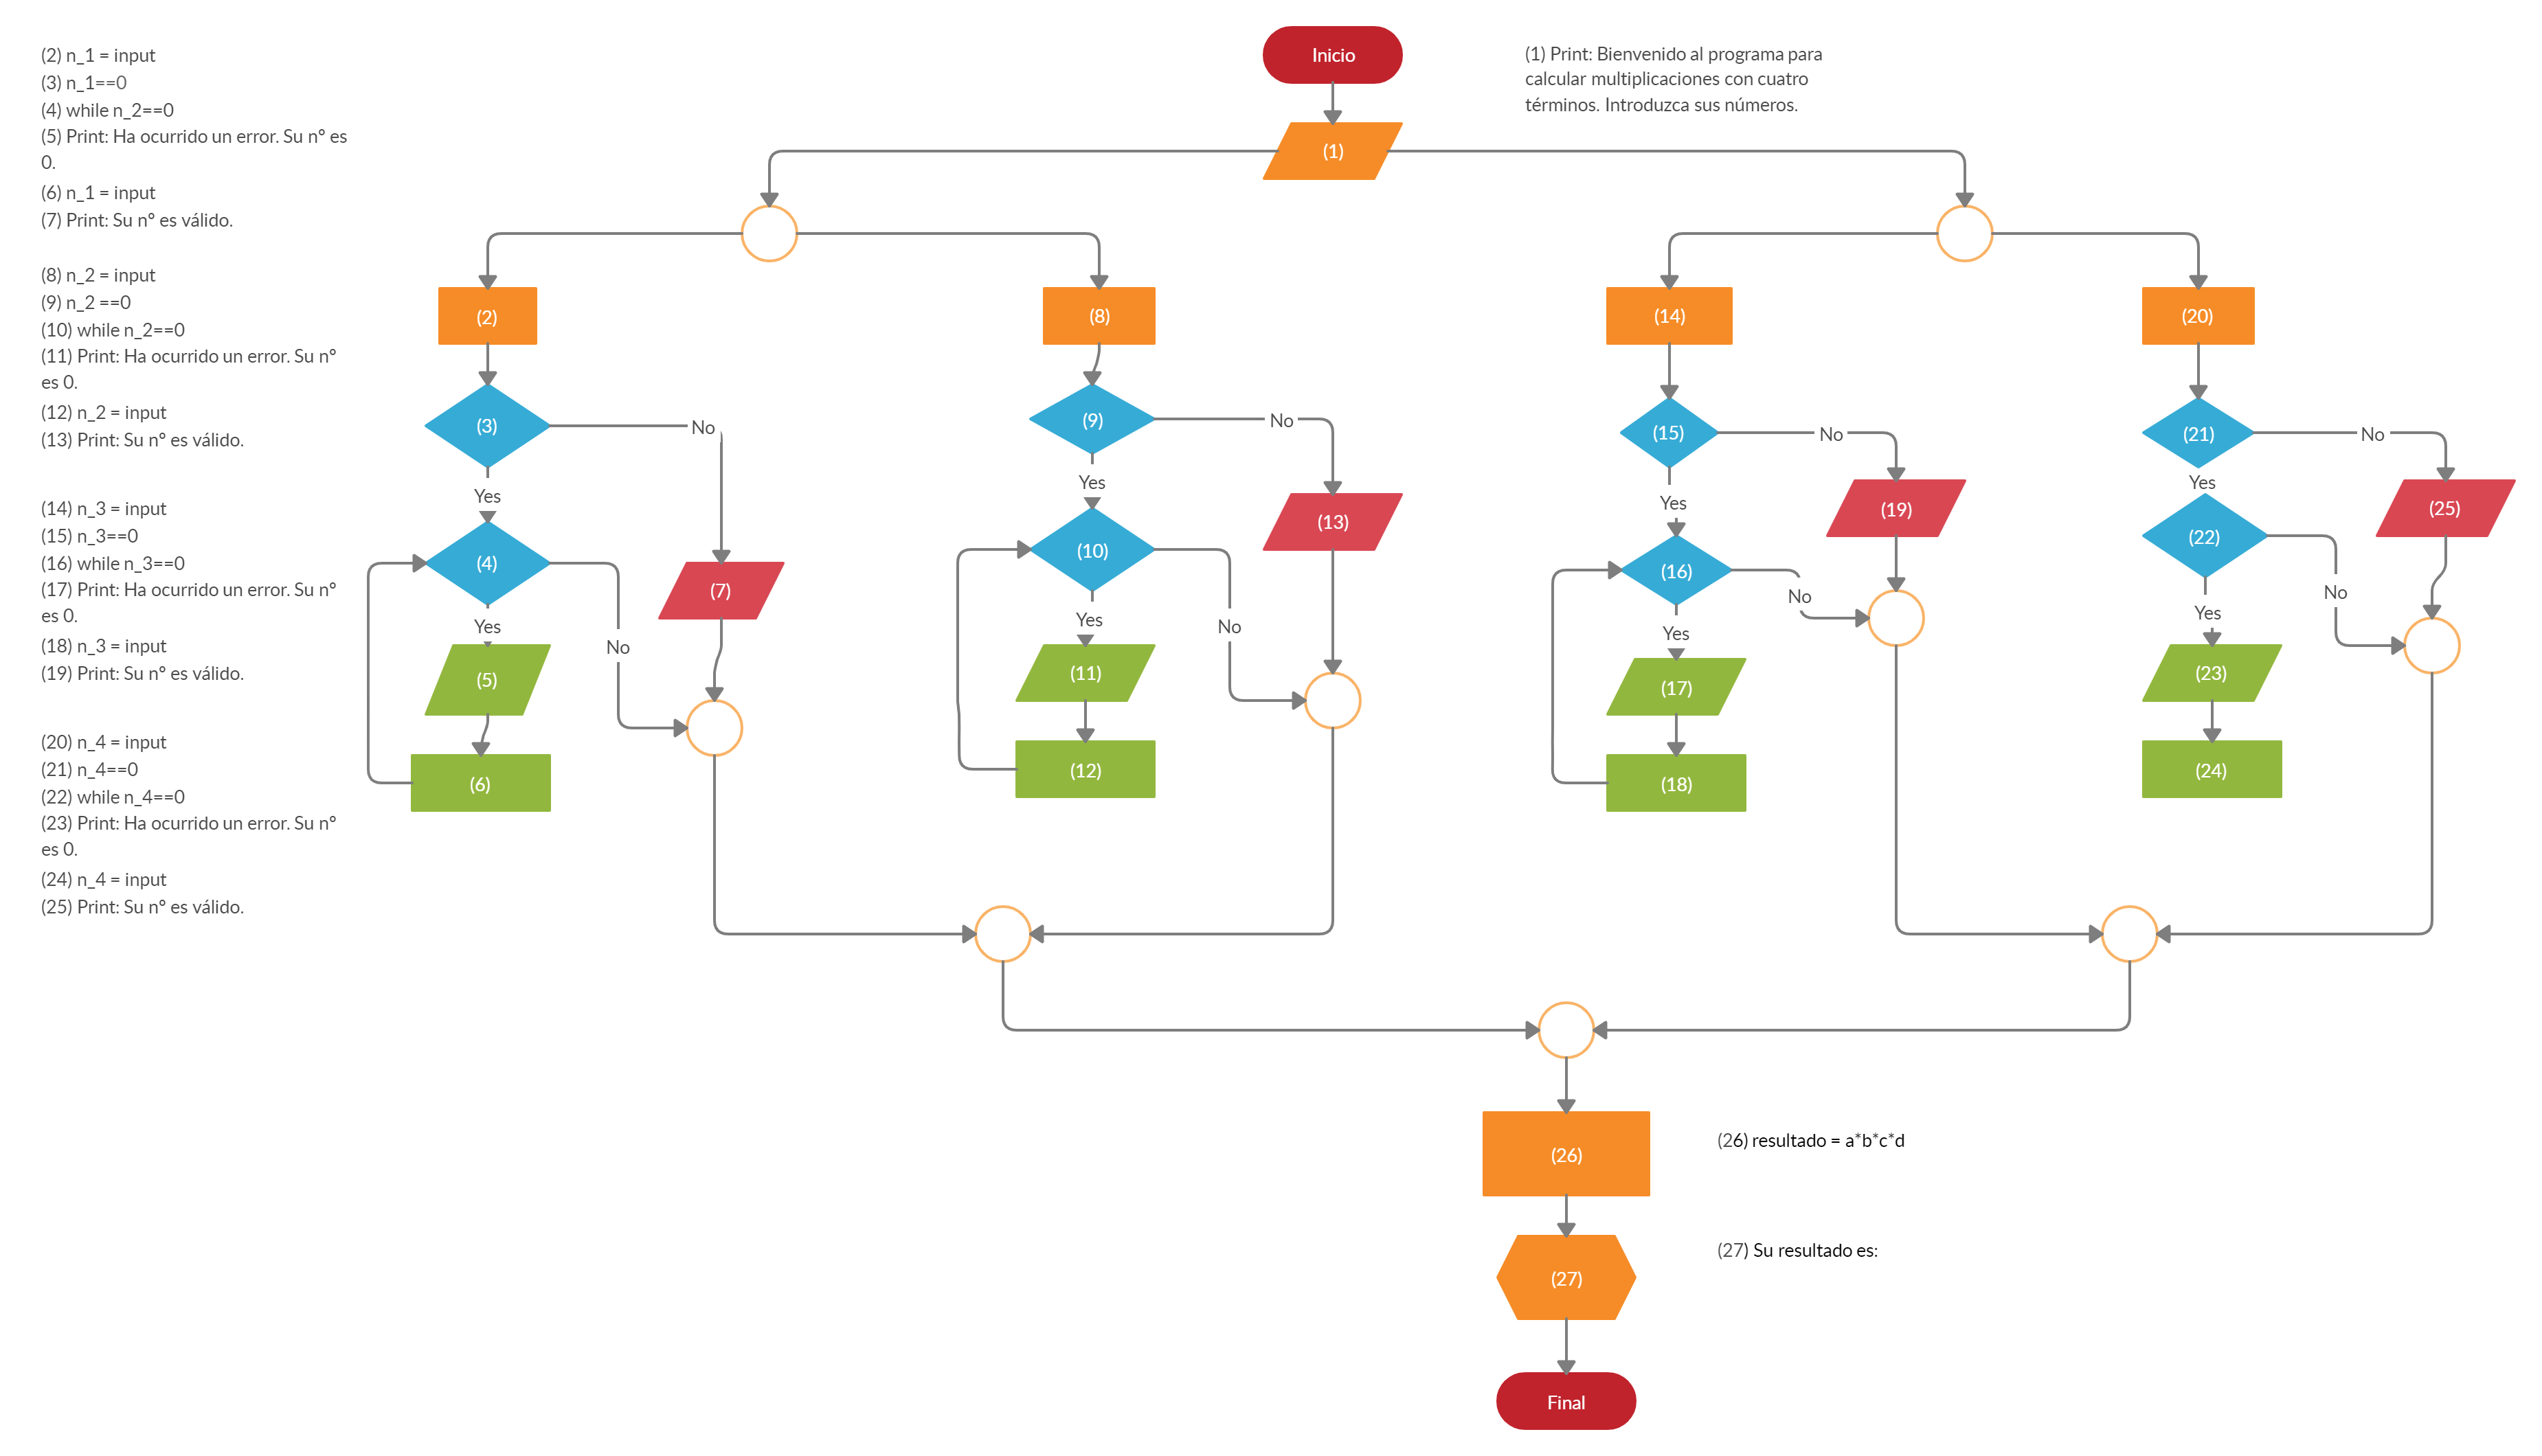 (2) n_1 = input
(3) n_1==0
(4) while n_2==0
(5) Print: Ha ocurrido un error. Su nº es
0.
(6) n_1 = input
(7) Print: Su nº es válido.
(8) n_2 = input
(9) n_2 ==0
(10) while n_2==0
(11) Print: Ha ocurrido un error. Su nº
es 0.
(12) n_2 = input
(13) Print: Su nº es válido.
(14) n_3 = input
(15) n_3==0
(16) while n_3==0
(17) Print: Ha ocurrido un error. Su nº
es 0.
(18) n_3 = input
(19) Print: Su nº es válido.
(20) n_4 = input
(21) n_4==0
(22) while n_4==0
(23) Print: Ha ocurrido un error. Su nº
es 0.
(24) n_4 = input
(25) Print: Su nº es válido.
Inicio
(1) Print: Bienvenido al programa para
calcular multiplicaciones con cuatro
términos. Introduzca sus números.
(1)
(2)
(3)
No
Yes
(4)
Yes
No
(5)
(6)
(7)
(8)
(9)
No
Yes
(10)
Yes
No
(11)
(12)
(13)
(14)
(15)
No
Yes
(16)
No
Yes
(17)
(18)
(19)
(20)
(21)
No
Yes
(22)
No
Yes
(23)
(24)
(25)
(26)
(26) resultado = a*b*c*d
(27)
(27) Su resultado es:
Final